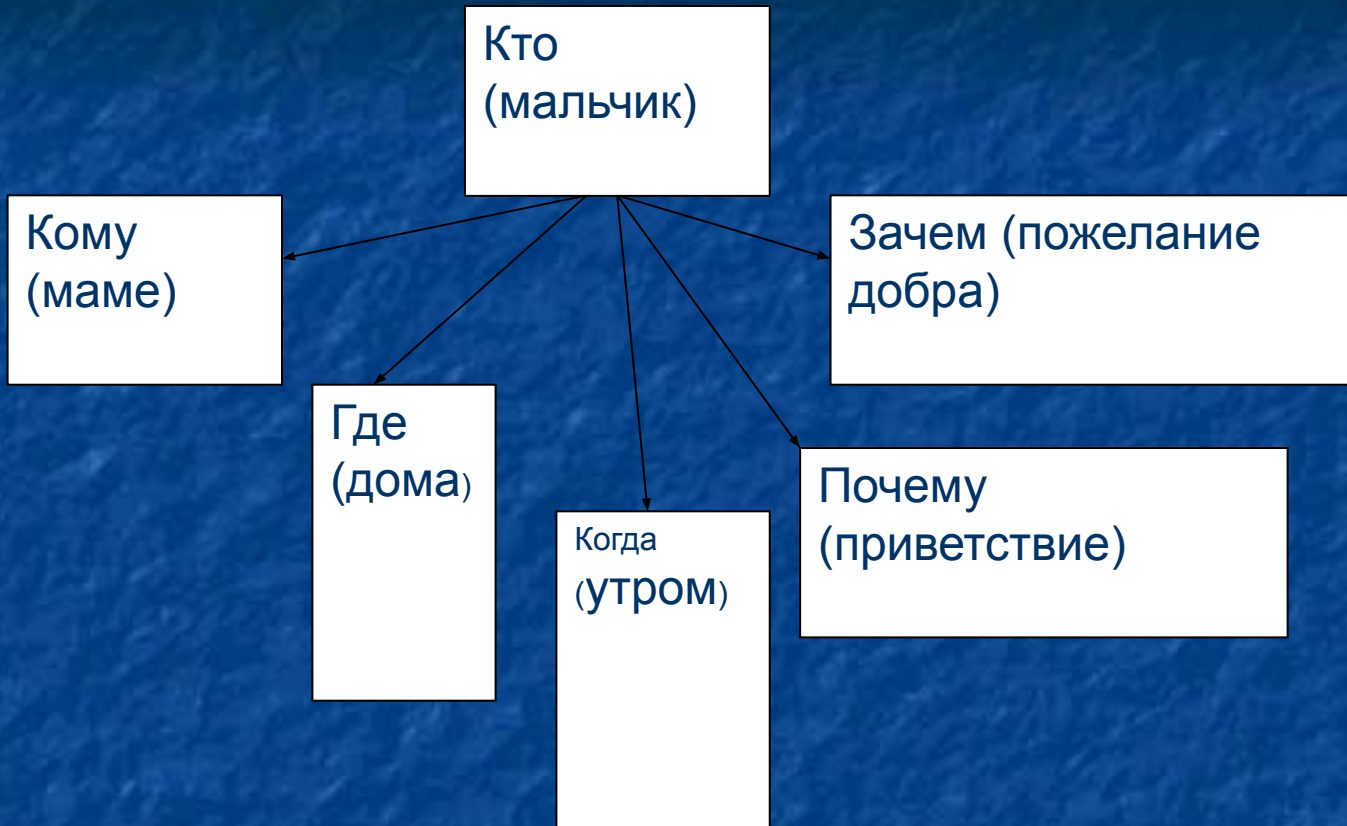 Кто
(мальчик)
Кому
(маме)
Зачем (пожелание
добра)
Где
(дома)
Когда
(утром)
Почему
(приветствие)